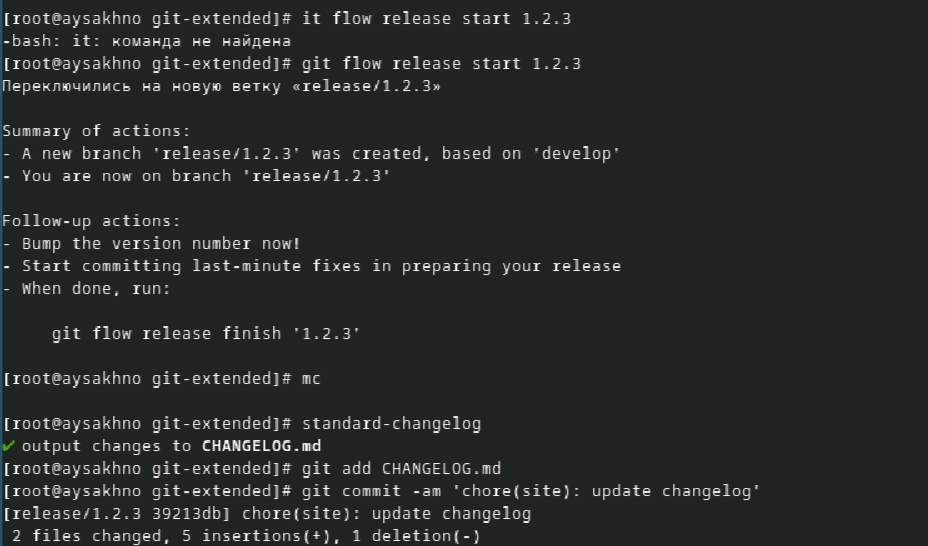 [root@aysakhno git-extended]# it flow release start 1.2.3
-bash: it: команда не найдена
[root@aysakhno git-extended]# git flow release start 1.2.3
Переключились на новую ветку «release/1.2.3»
Summary of actions:
- A new branch 'release/1.2.3' was created, based on 'develop'
- You are now on branch 'release/1.2.3'
Follow-up actions:
- Bump the version number now!
- Start committing last-minute fixes in preparing your release
- When done, run:
git flow release finish '1.2.3'
[root@aysakhno git-extended]# mc
[root@aysakhno git-extended]# standard-changelog
✔ output changes to CHANGELOG.md
[root@aysakhno git-extended]# git add CHANGELOG.md
[root@aysakhno git-extended]# git commit -am 'chore(site): update changelog'
[release/1.2.3 39213db] chore(site): update changelog
2 files changed, 5 insertions(+), 1 deletion(-)